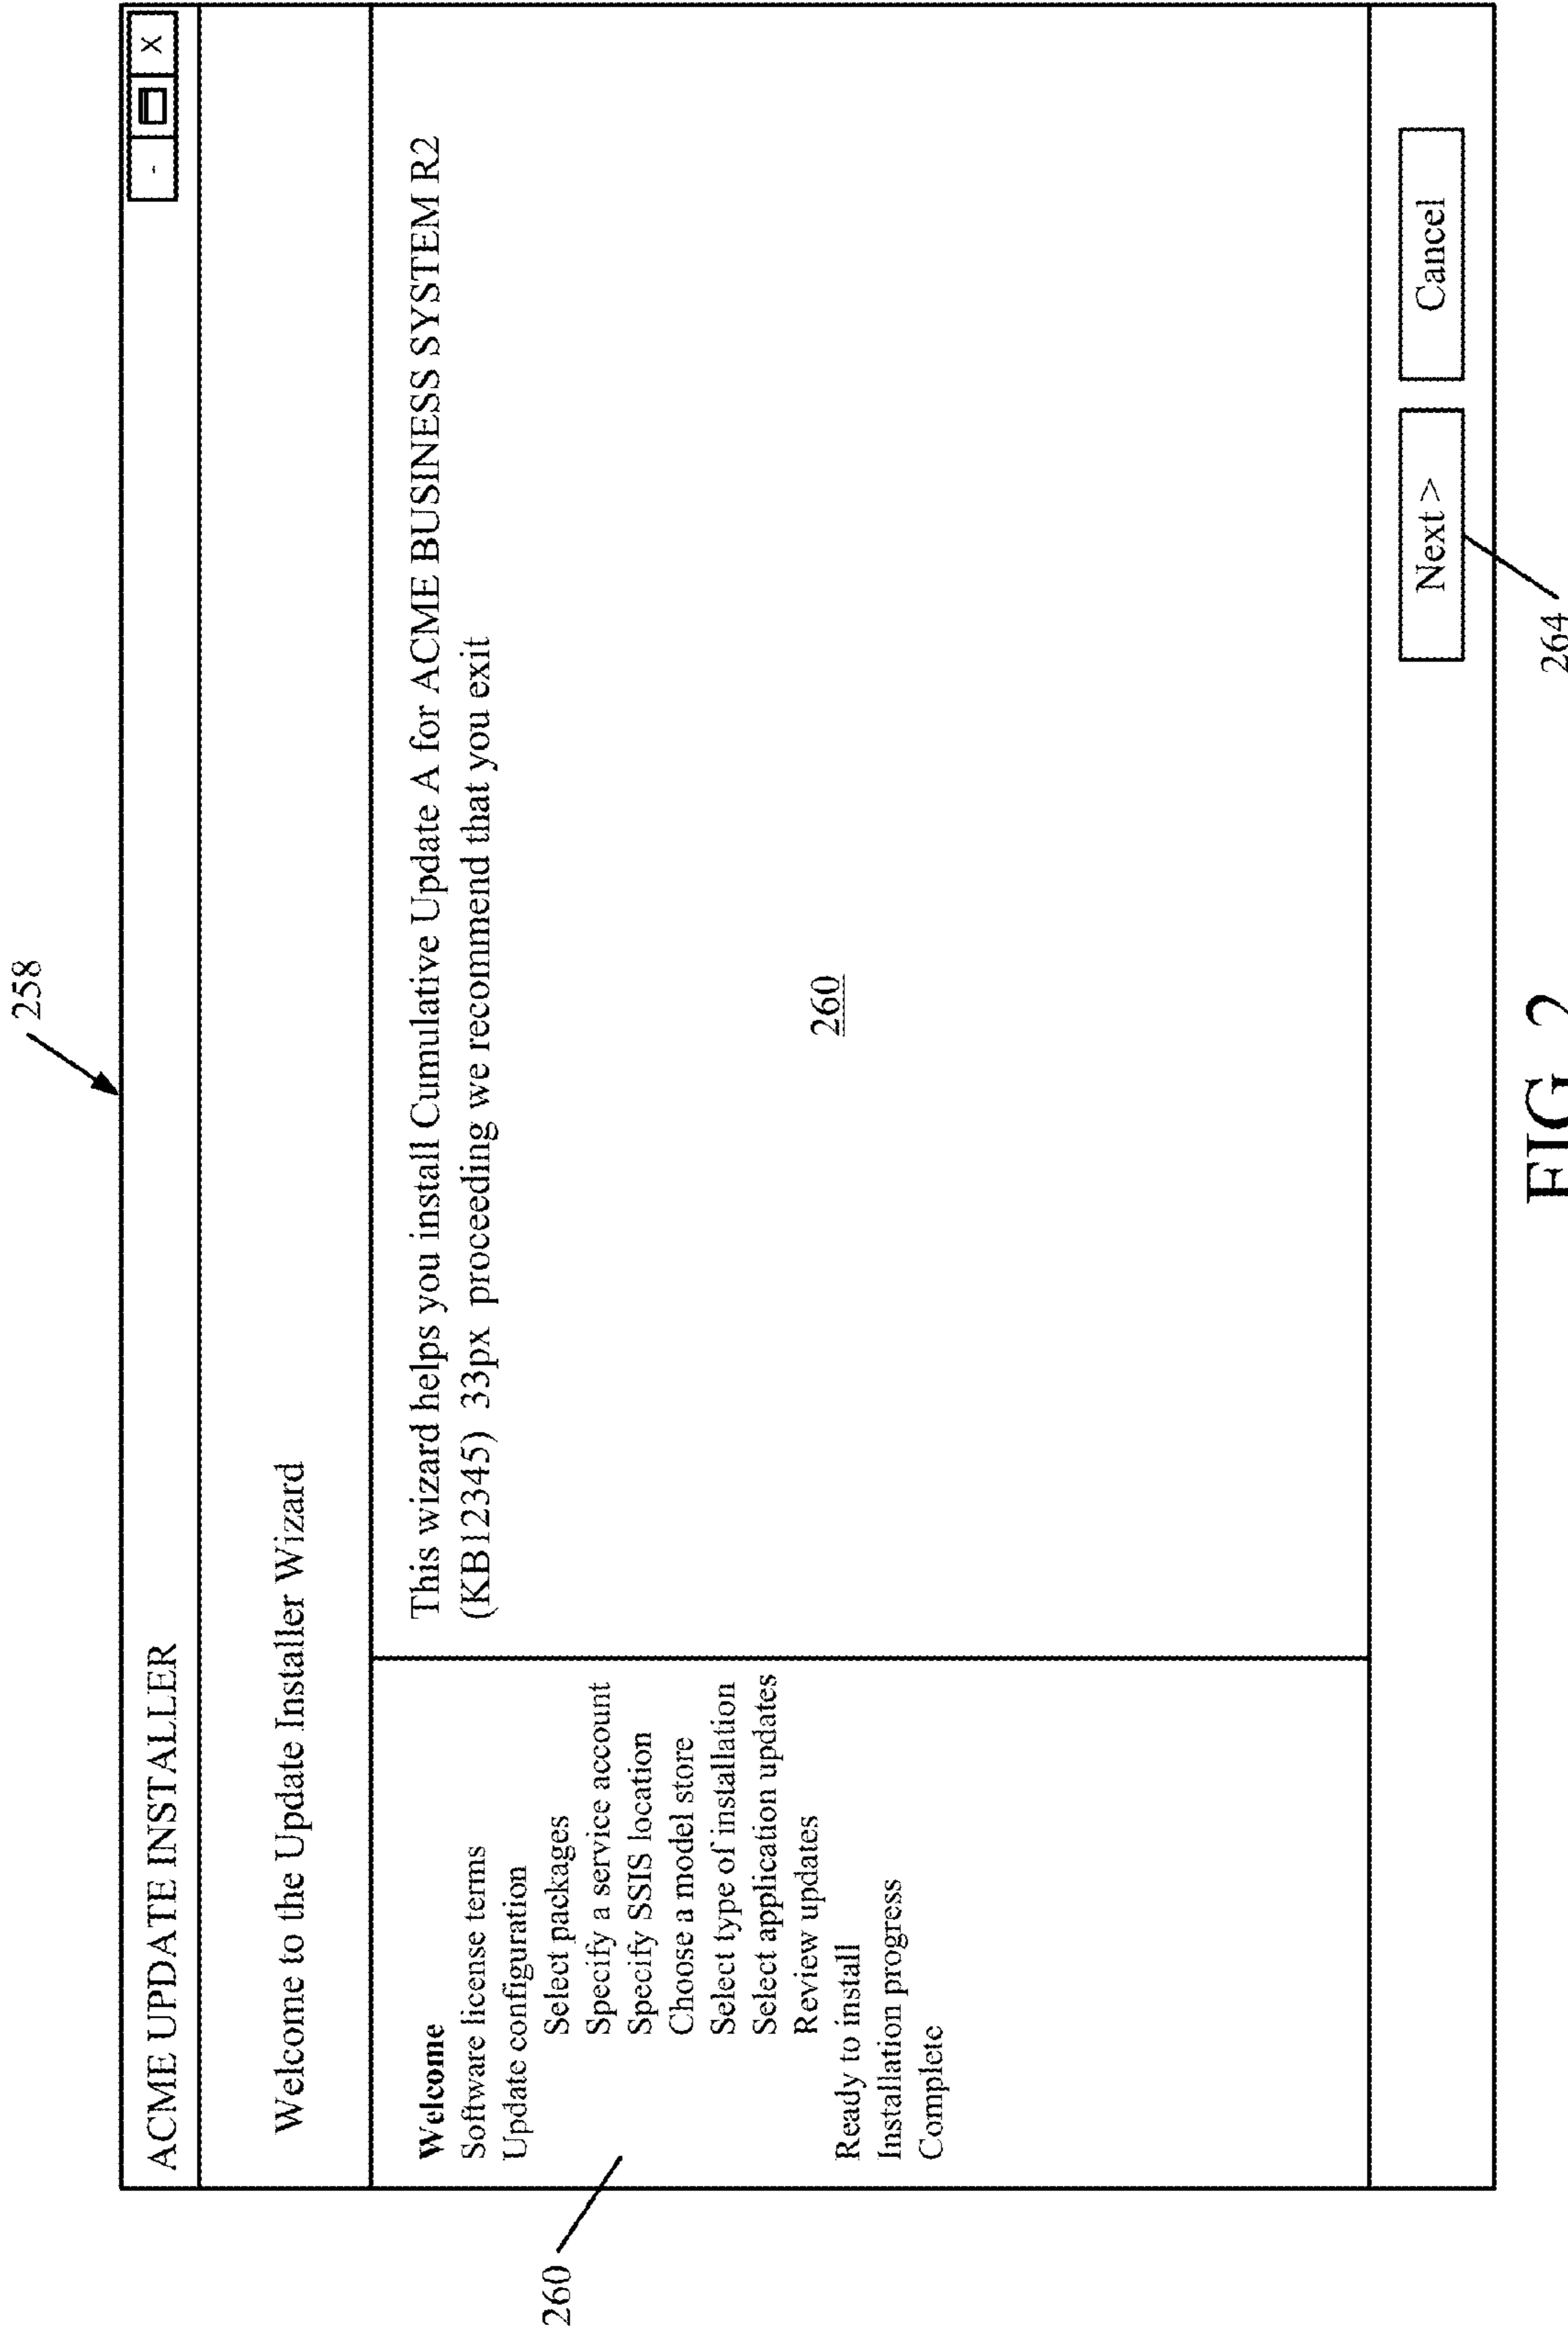 258
ACME UPDATE INSTALLER
- X
Welcome to the Update Installer Wizard
260
Welcome
Software license terms
Update configuration
Select packages
Specify a service account
Specify SSIS location
Choose a model store
Select type of installation
Select application updates
Review updates
Ready to install
Installation progress
Complete
This wizard helps you install Cumulative Update A for ACME BUSINESS SYSTEM R2
(KB12345) 33px proceeding we recommend that you exit
260
Next >
Cancel
264
FIG. 2